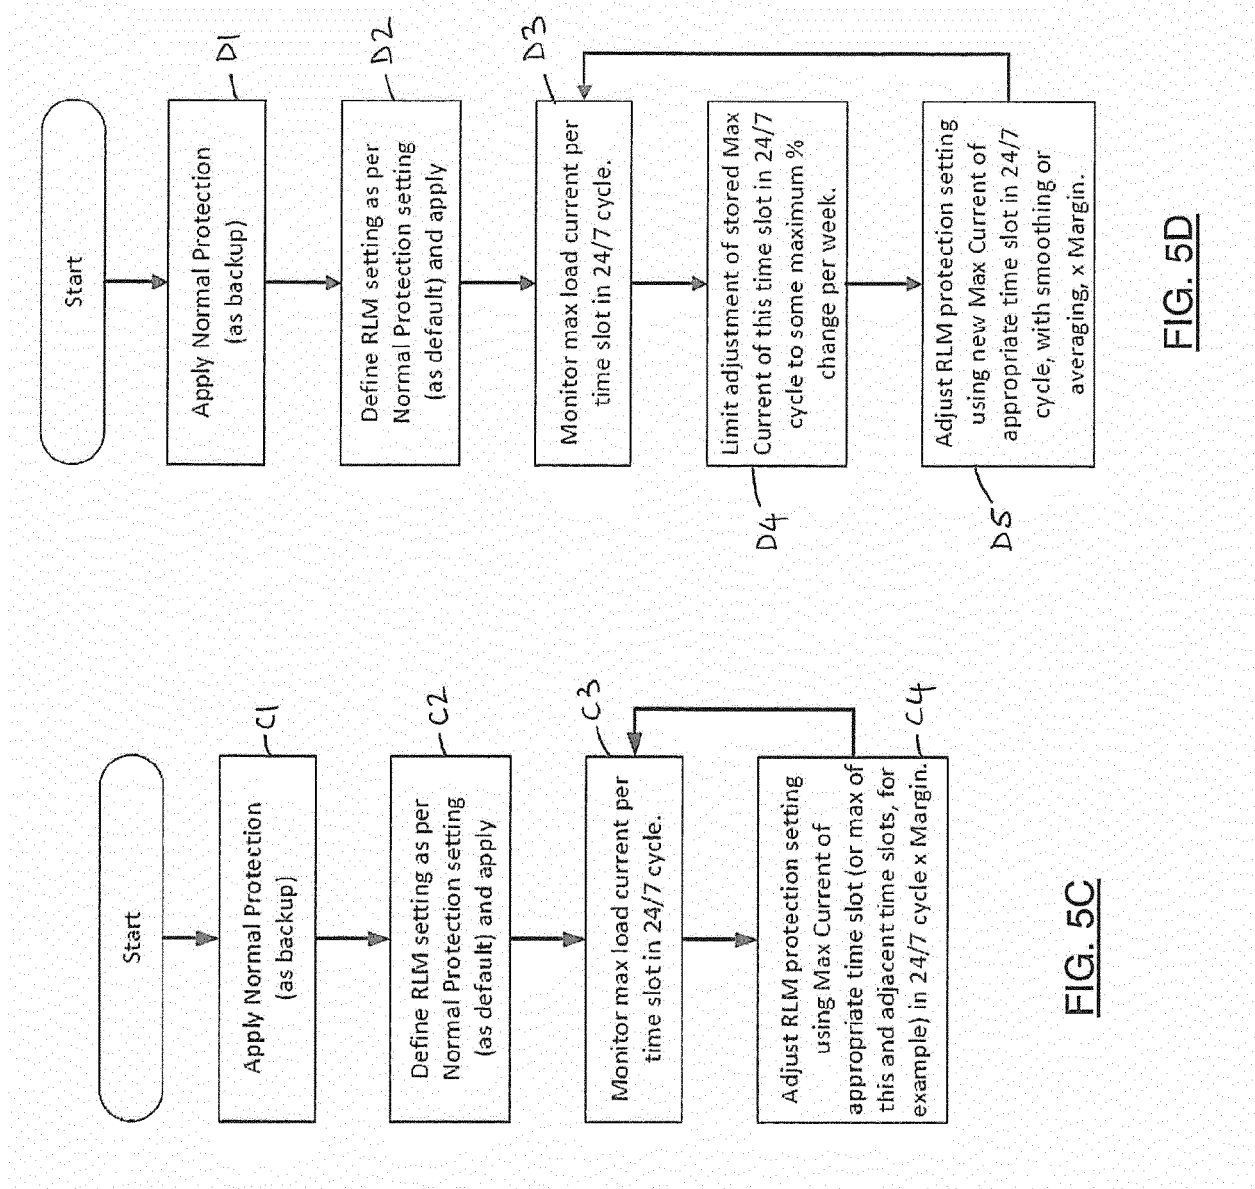 Start
D1
Apply Normal Protection
(as backup)
D2
Define RLM setting as per
Normal Protection setting
(as default) and apply
D3
Monitor max load current per
time slot in 24/7 cycle.
Limit adjustment of stored Max
Current of this time slot in 24/7
cycle to some maximum %
change per week.
D4
Adjust RLM protection setting
using new Max Current of
appropriate time slot in 24/7
cycle, with smoothing or
averaging, x Margin.
D5
FIG. 5D
Start
C1
Apply Normal Protection
(as backup)
C2
Define RLM setting as per
Normal Protection setting
(as default) and apply
C3
Monitor max load current per
time slot in 24/7 cycle.
C4
Adjust RLM protection setting
using Max Current of
appropriate time slot (or max of
this and adjacent time slots, for
example) in 24/7 cycle x Margin.
FIG. 5C